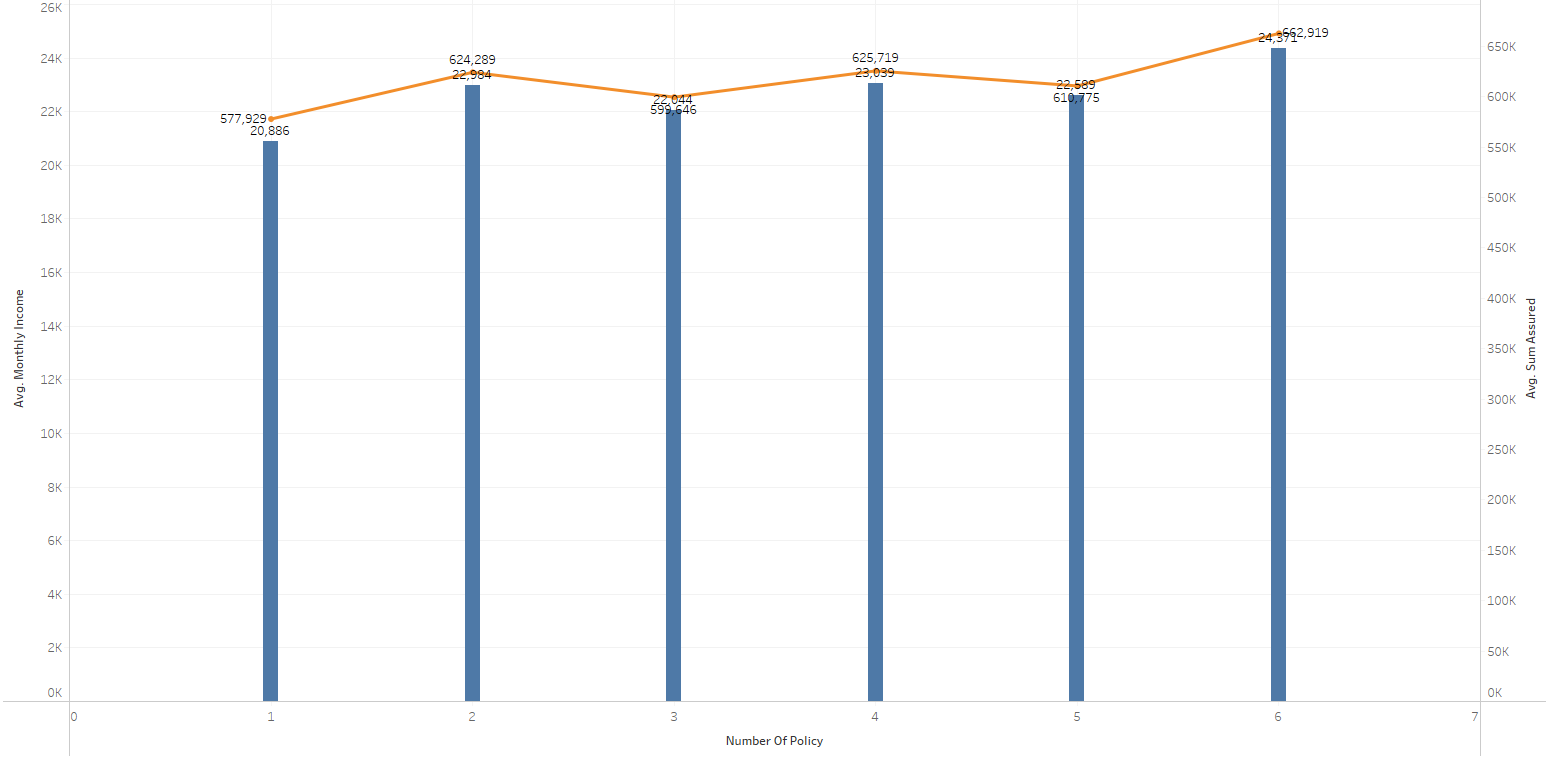 26K
24K
22K
20K
18K
16K
14K
12K
10K
8K
6K
4K
2K
0K
Avg. Monthly Income
577,929
20,886
624,289
22,984
22,044
599,646
625,719
23,039
22,589
610,775
662,919
24,371
650K
600K
550K
500K
450K
400K
350K
300K
250K
200K
150K
100K
50K
0K
Avg. Sum Assured
0 1 2 3 4 5 6 7
Number Of Policy